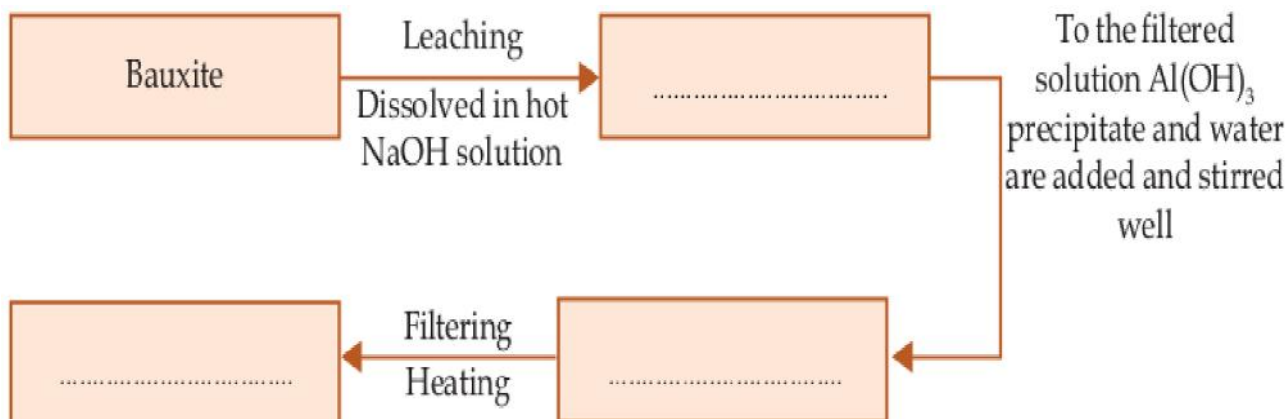 Bauxite
Leaching
Dissolved in hot
NaOH solution
....................................
To the filtered
solution Al(OH)₃
precipitate and water
are added and stirred
well
....................................
Filtering
Heating
....................................